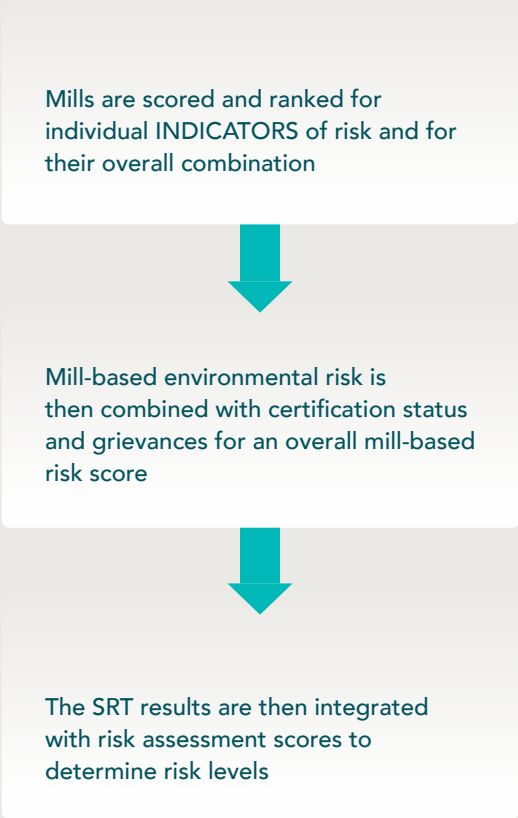 Mills are scored and ranked for
individual INDICATORS of risk and for
their overall combination
Mill-based environmental risk is
then combined with certification status
and grievances for an overall mill-based
risk score
The SRT results are then integrated
with risk assessment scores to
determine risk levels